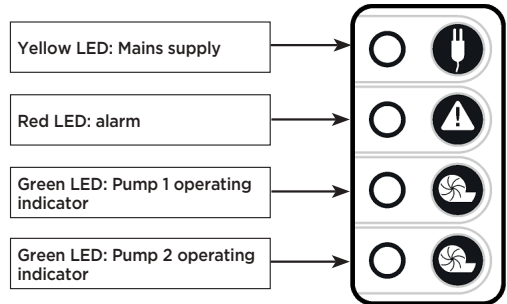 Yellow LED: Mains supply
Red LED: alarm
Green LED: Pump 1 operating
indicator
Green LED: Pump 2 operating
indicator